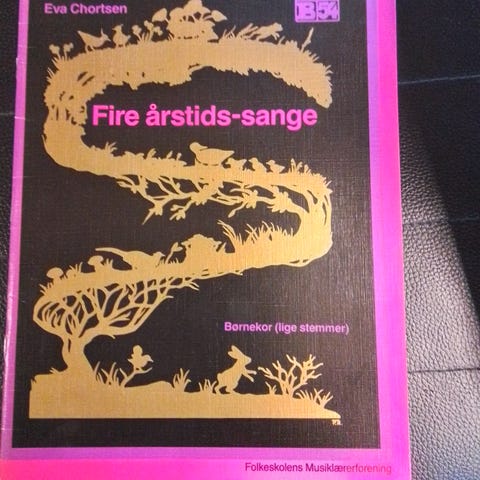 Eva Chortsen
B54
Fire årstids-sange
Børnekor (lige stemmer)
Folkeskolens Musiklærerforening